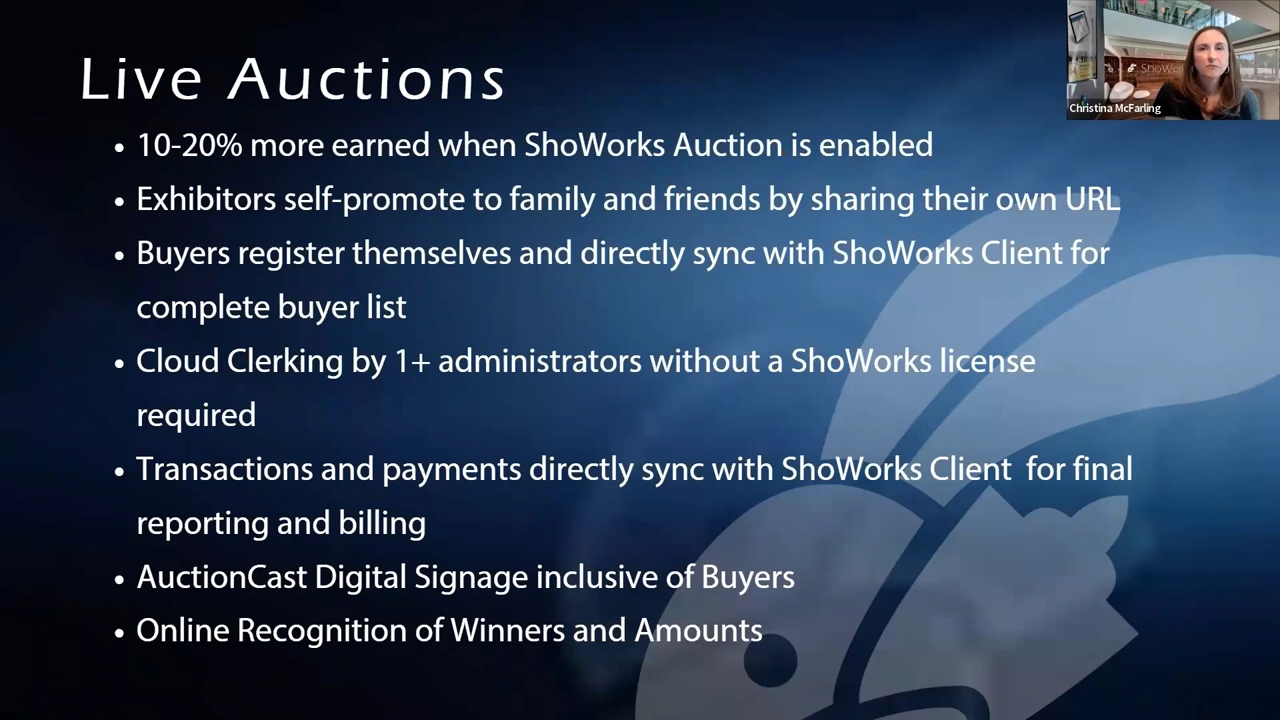 Live Auctions
• 10-20% more earned when ShoWorks Auction is enabled
• Exhibitors self-promote to family and friends by sharing their own URL
• Buyers register themselves and directly sync with ShoWorks Client for
complete buyer list
• Cloud Clerking by 1+ administrators without a ShoWorks license
required
• Transactions and payments directly sync with ShoWorks Client  for final
reporting and billing
• AuctionCast Digital Signage inclusive of Buyers
• Online Recognition of Winners and Amounts
Christina McFarling